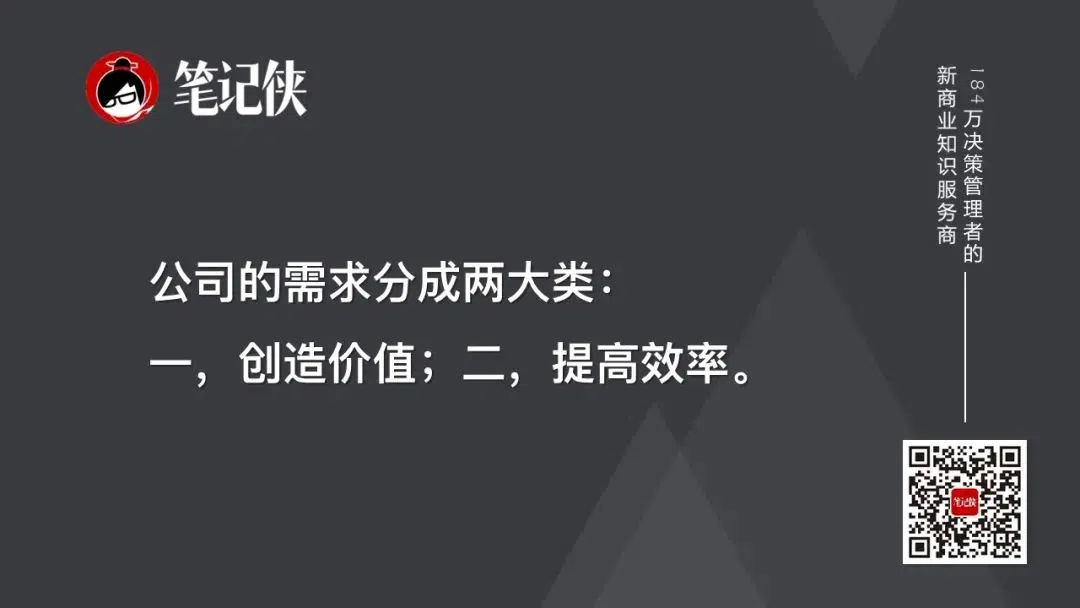 笔记侠
184万决策管理者的
新商业知识服务商
公司的需求分成两大类：
一，创造价值；二，提高效率。
笔记侠